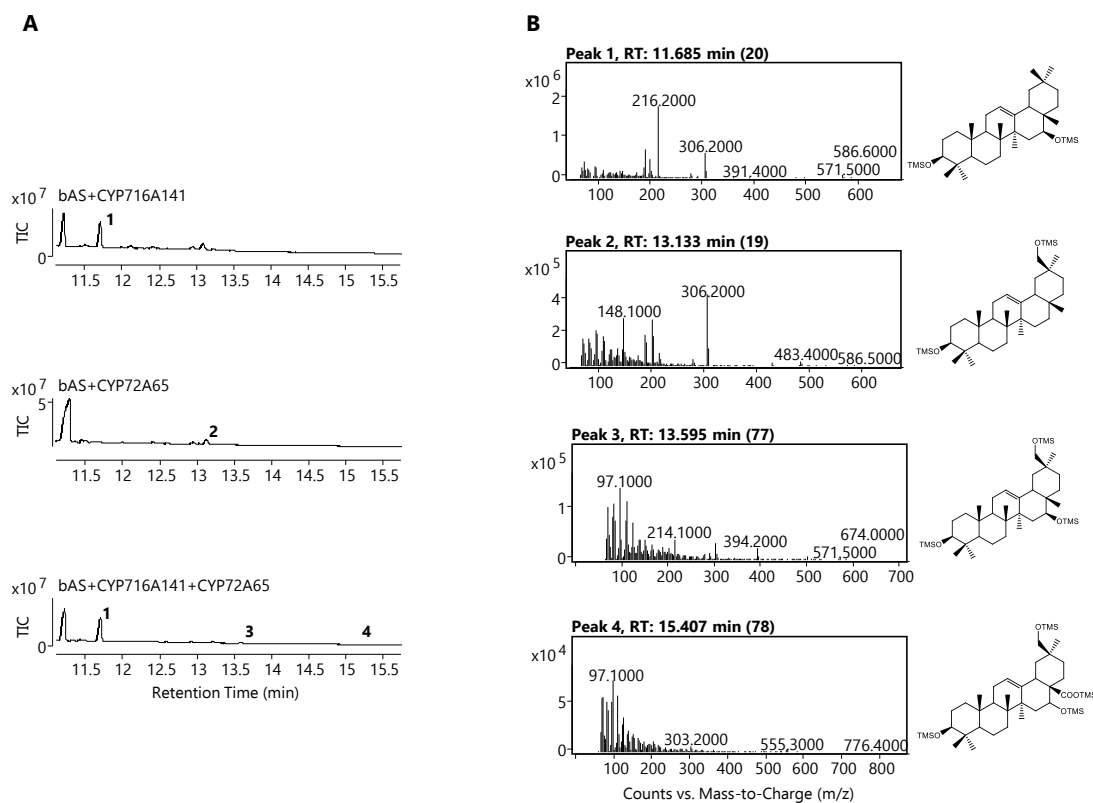 A
x10⁷ bAS+CYP716A141
TIC
1
0
11.5 12 12.5 13 13.5 14 14.5 15 15.5
x10⁷ bAS+CYP72A65
5
TIC
2
0
11.5 12 12.5 13 13.5 14 14.5 15 15.5
x10⁷ bAS+CYP716A141+CYP72A65
TIC
1 3 4
0
11.5 12 12.5 13 13.5 14 14.5 15 15.5
Retention Time (min)
B
Peak 1, RT: 11.685 min (20)
x10⁶
2
1
0
216.2000
306.2000
391.4000
571.5000
586.6000
100 200 300 400 500 600
TMSO
OTMS
Peak 2, RT: 13.133 min (19)
x10⁵
4
2
0
148.1000
306.2000
483.4000
586.5000
100 200 300 400 500 600
OTMS
TMSO
Peak 3, RT: 13.595 min (77)
x10⁵
1
0
97.1000
214.1000
394.2000
571.5000
674.0000
100 200 300 400 500 600 700
OTMS
OTMS
TMSO
Peak 4, RT: 15.407 min (78)
x10⁴
5
0
97.1000
303.2000
555.3000
776.4000
100 200 300 400 500 600 700 800
Counts vs. Mass-to-Charge (m/z)
OTMS
COOTMS
OTMS
TMSO